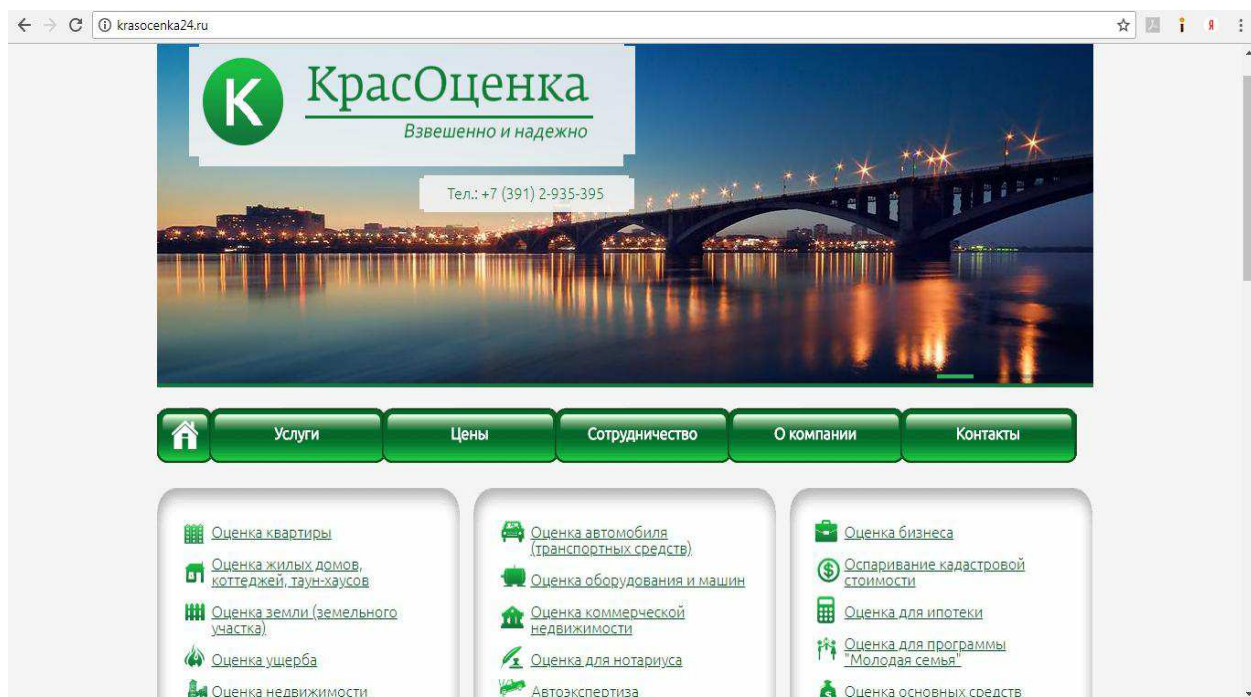 krasocenka24.ru
К КрасОценка
Взвешенно и надежно
Тел.: +7 (391) 2-935-395
Услуги Цены Сотрудничество О компании Контакты
Оценка квартиры
Оценка жилых домов,
коттеджей, таун-хаусов
Оценка земли (земельного
участка)
Оценка ущерба
Оценка недвижимости
Оценка автомобиля
(транспортных средств)
Оценка оборудования и машин
Оценка коммерческой
недвижимости
Оценка для нотариуса
Автоэкспертиза
Оценка бизнеса
Оспаривание кадастровой
стоимости
Оценка для ипотеки
Оценка для программы
"Молодая семья"
Оценка основных средств